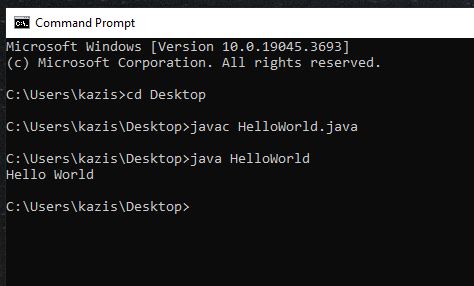 Command Prompt
Microsoft Windows [Version 10.0.19045.3693]
(c) Microsoft Corporation. All rights reserved.
C:\Users\kazis>cd Desktop
C:\Users\kazis\Desktop>javac HelloWorld.java
C:\Users\kazis\Desktop>java HelloWorld
Hello World
C:\Users\kazis\Desktop>